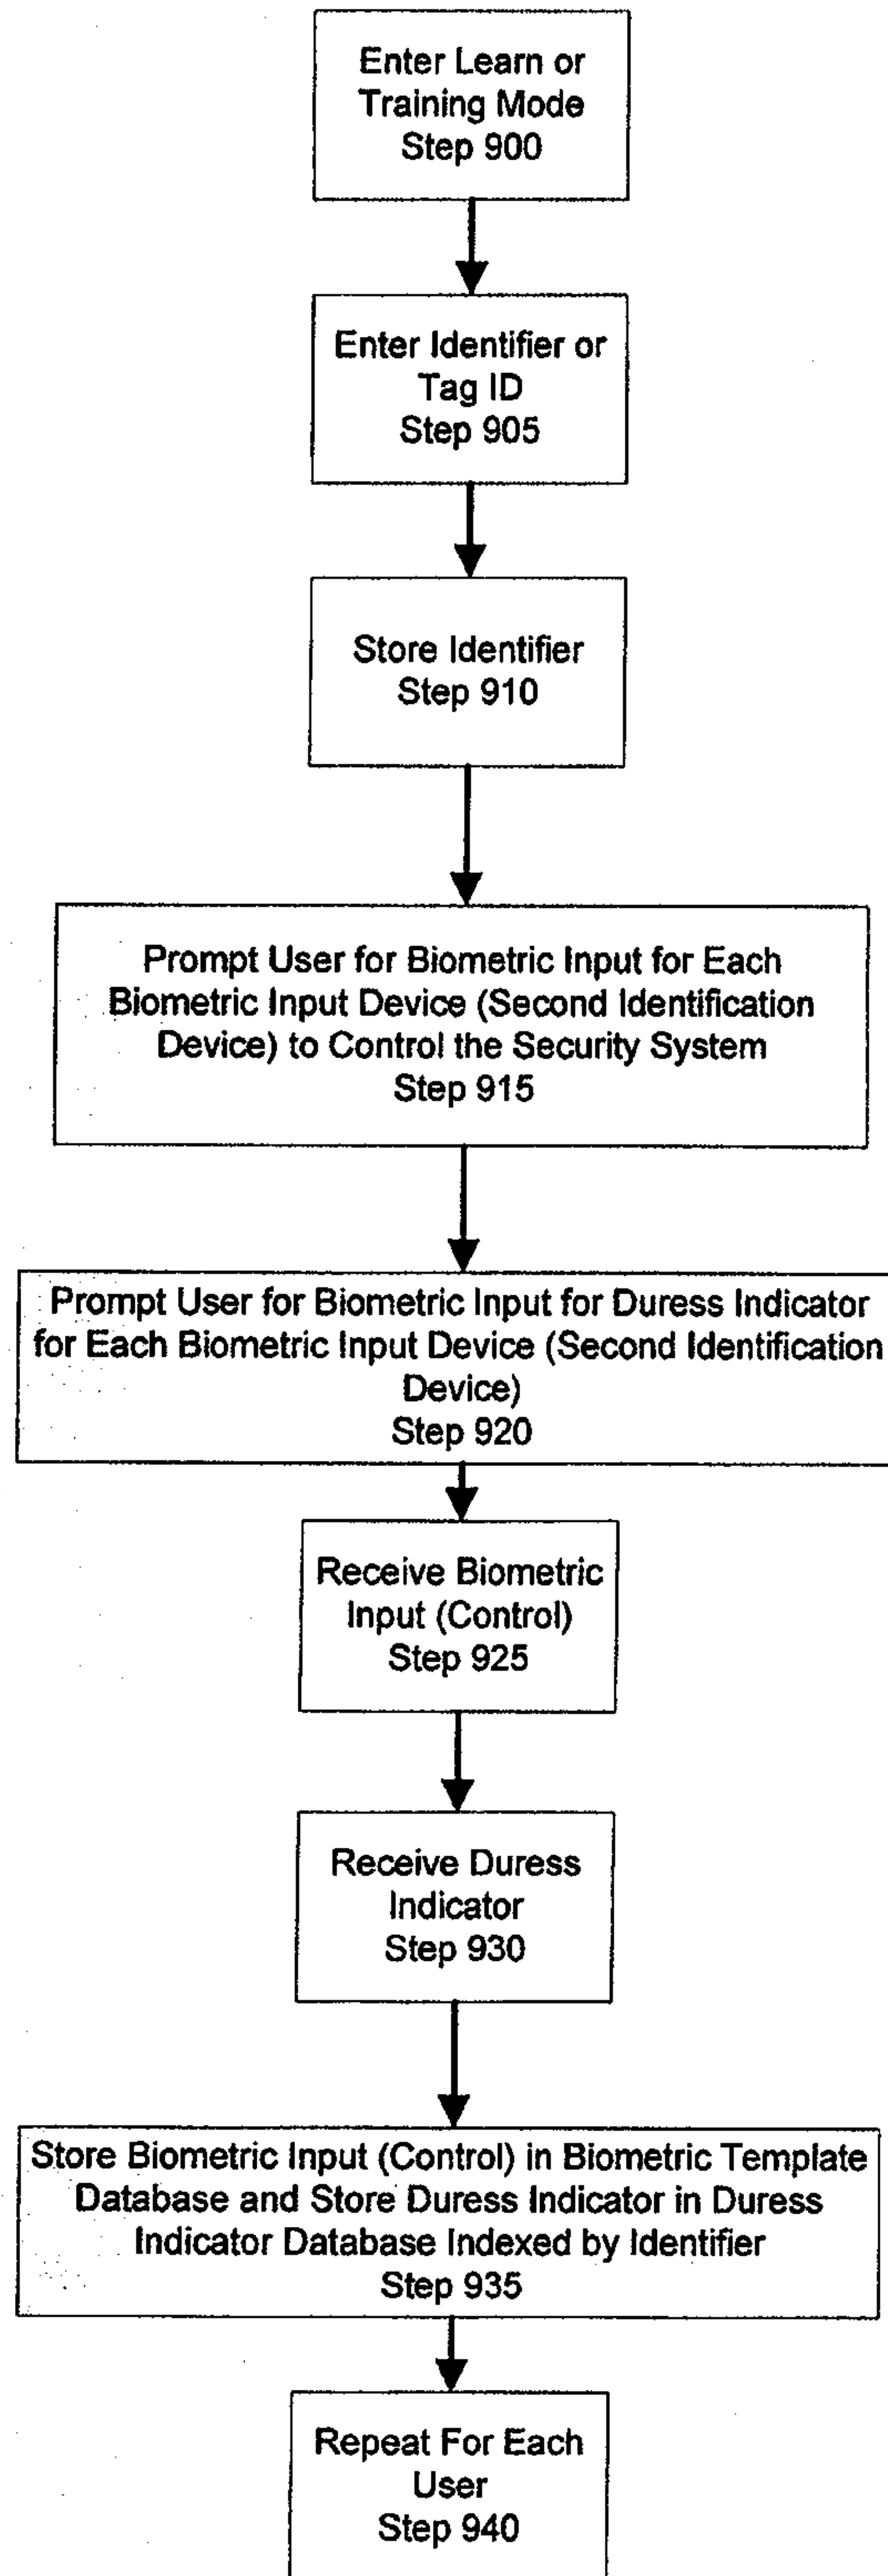 Enter Learn or
Training Mode
Step 900
Enter Identifier or
Tag ID
Step 905
Store Identifier
Step 910
Prompt User for Biometric Input for Each
Biometric Input Device (Second Identification
Device) to Control the Security System
Step 915
Prompt User for Biometric Input for Duress Indicator
for Each Biometric Input Device (Second Identification
Device)
Step 920
Receive Biometric
Input (Control)
Step 925
Receive Duress
Indicator
Step 930
Store Biometric Input (Control) in Biometric Template
Database and Store Duress Indicator in Duress
Indicator Database Indexed by Identifier
Step 935
Repeat For Each
User
Step 940